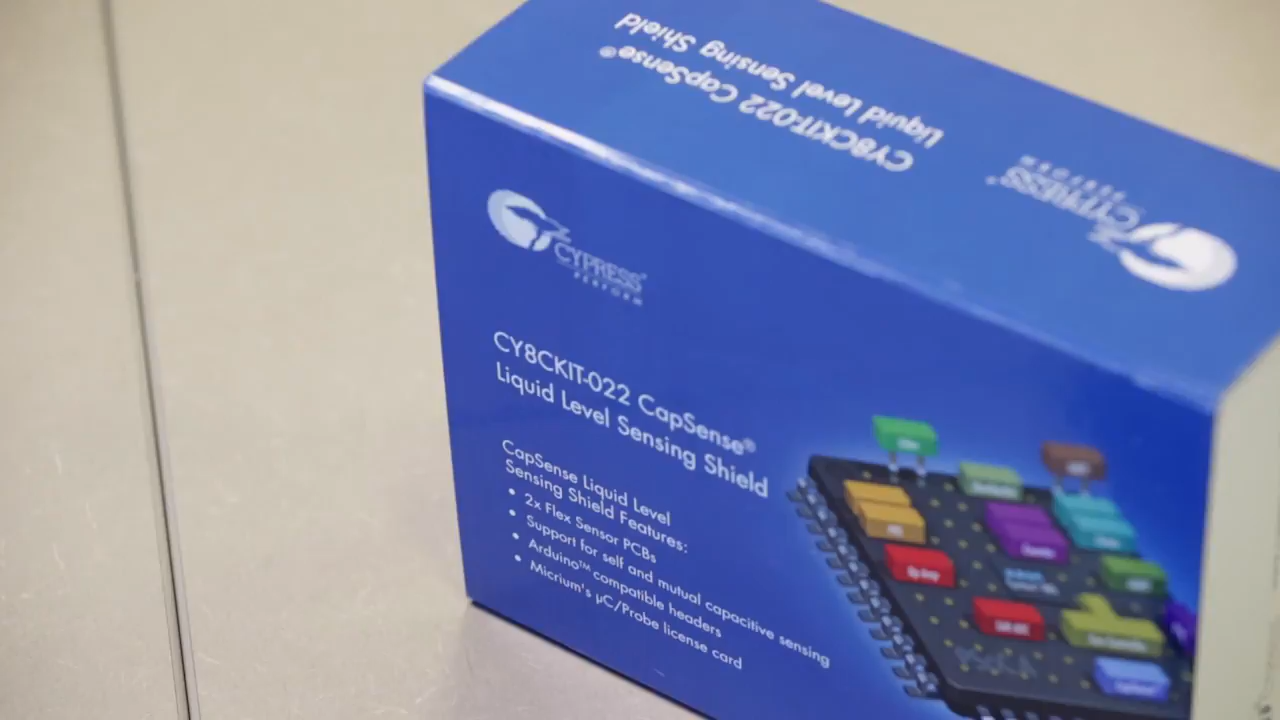 CY8CKIT-022 CapSense®
Liquid Level Sensing Shield
CYPRESS
PERFORM
CYPRESS
PERFORM
CY8CKIT-022 CapSense®
Liquid Level Sensing Shield
CapSense Liquid Level
Sensing Shield Features:
• 2x Flex Sensor PCBs
• Support for self and mutual capacitive sensing
• Arduino™ compatible headers
• Micrium's µC/Probe license card